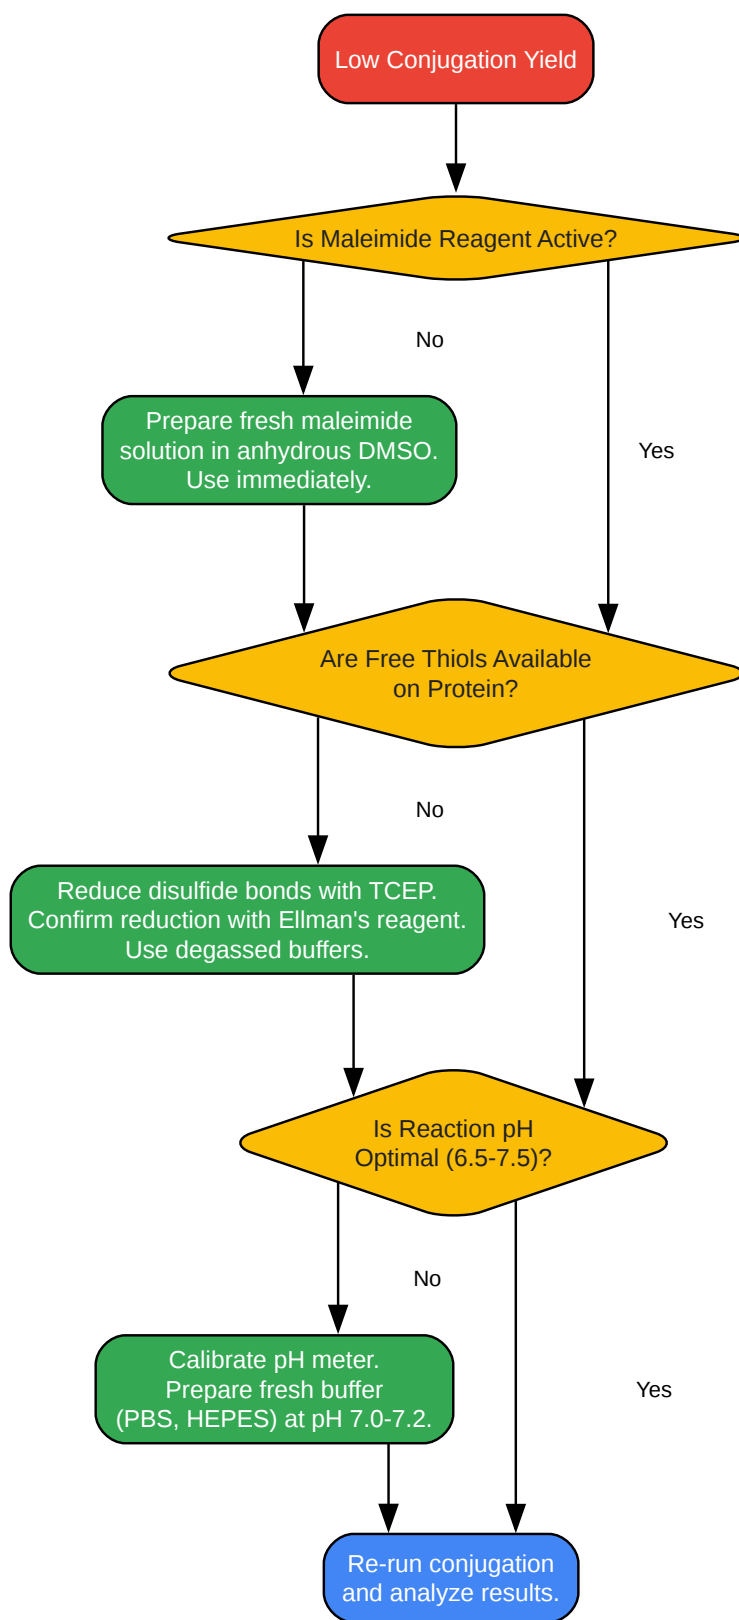 Low Conjugation Yield
Is Maleimide Reagent Active?
No
Prepare fresh maleimide
solution in anhydrous DMSO.
Use immediately.
Yes
Are Free Thiols Available
on Protein?
No
Reduce disulfide bonds with TCEP.
Confirm reduction with Ellman's reagent.
Use degassed buffers.
Yes
Is Reaction pH
Optimal (6.5-7.5)?
No
Calibrate pH meter.
Prepare fresh buffer
(PBS, HEPES) at pH 7.0-7.2.
Yes
Re-run conjugation
and analyze results.